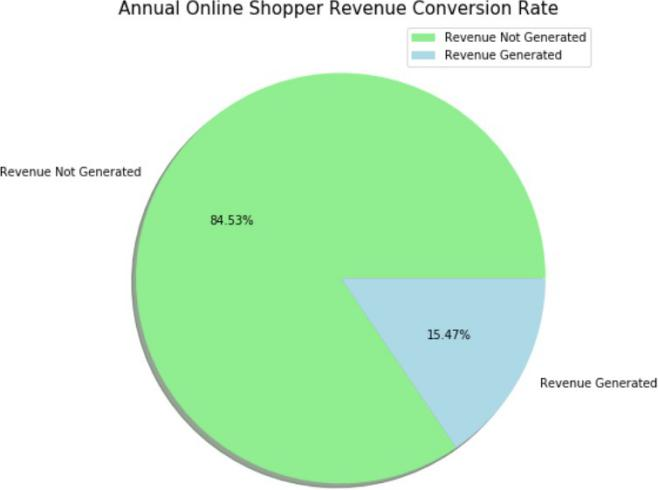 Annual Online Shopper Revenue Conversion Rate
Revenue Not Generated
Revenue Generated
Revenue Not Generated
84.53%
15.47%
Revenue Generated